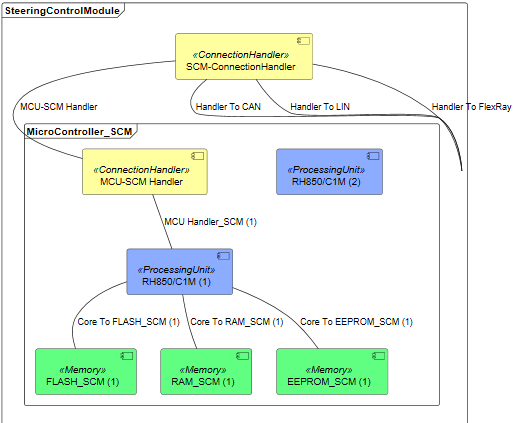 SteeringControlModule
«ConnectionHandler»
SCM-ConnectionHandler
MCU-SCM Handler
Handler To CAN
Handler To LIN
Handler To FlexRay
MicroController_SCM
«ConnectionHandler»
MCU-SCM Handler
«ProcessingUnit»
RH850/C1M (2)
MCU Handler_SCM (1)
«ProcessingUnit»
RH850/C1M (1)
Core To FLASH_SCM (1)
Core To RAM_SCM (1)
Core To EEPROM_SCM (1)
«Memory»
FLASH_SCM (1)
«Memory»
RAM_SCM (1)
«Memory»
EEPROM_SCM (1)